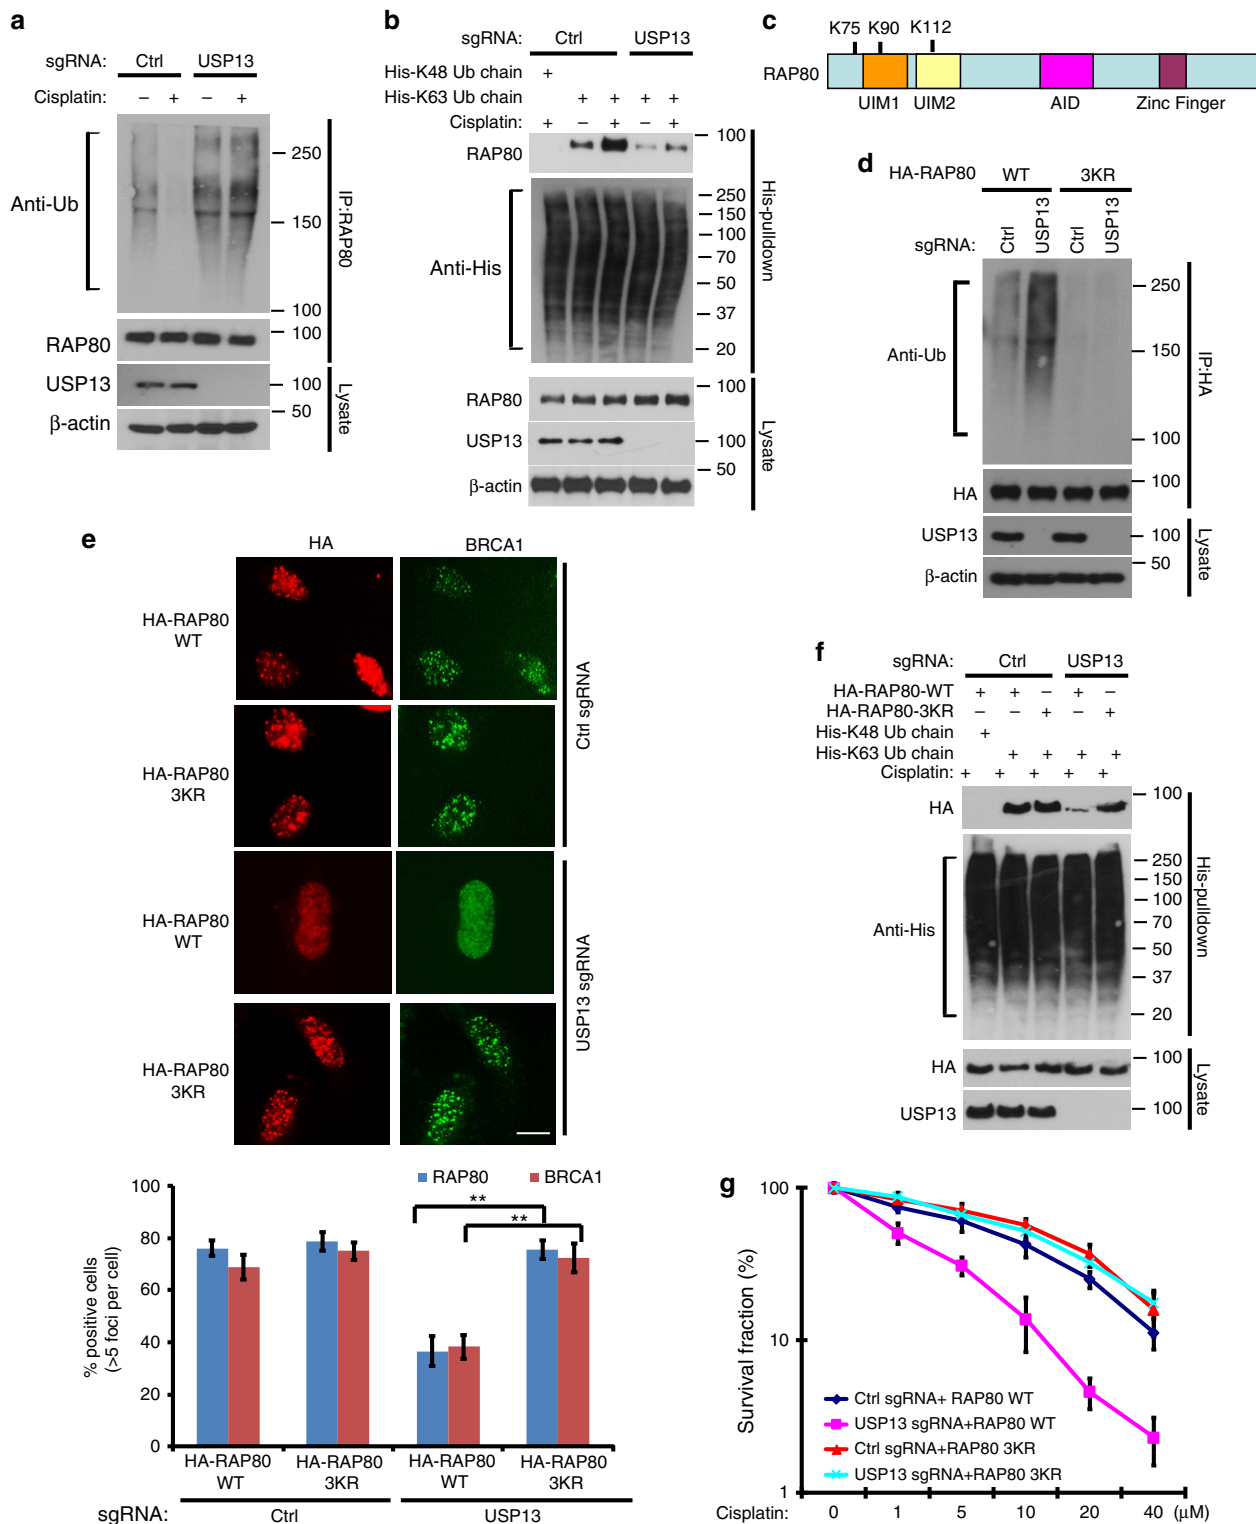 a
sgRNA: Ctrl USP13
Cisplatin: − + − +
Anti-Ub
250
150
100
RAP80
100
USP13
100
50
β-actin
IP:RAP80
Lysate
b
sgRNA: Ctrl USP13
His-K48 Ub chain +
His-K63 Ub chain + + + +
Cisplatin: + − + − +
RAP80
100
Anti-His
250
150
100
70
50
37
20
RAP80
100
USP13
100
50
β-actin
His-pulldown
Lysate
c
K75 K90 K112
RAP80
UIM1 UIM2 AID Zinc Finger
d
HA-RAP80 WT 3KR
sgRNA: Ctrl USP13 Ctrl USP13
Anti-Ub
250
150
100
HA
100
USP13
100
50
β-actin
IP:HA
Lysate
e
HA BRCA1
HA-RAP80
WT
HA-RAP80
3KR
Ctrl sgRNA
HA-RAP80
WT
HA-RAP80
3KR
USP13 sgRNA
RAP80 BRCA1
% positive cells
(>5 foci per cell)
100
80
60
40
20
0
**
**
HA-RAP80
WT
HA-RAP80
3KR
HA-RAP80
WT
HA-RAP80
3KR
sgRNA: Ctrl USP13
f
sgRNA: Ctrl USP13
HA-RAP80-WT + + − + −
HA-RAP80-3KR − − + − +
His-K48 Ub chain +
His-K63 Ub chain + + + +
Cisplatin: + + + + +
HA
100
Anti-His
250
150
100
70
50
37
20
HA
100
USP13
100
His-pulldown
Lysate
g
Survival fraction (%)
100
10
1
Ctrl sgRNA+ RAP80 WT
USP13 sgRNA+RAP80 WT
Ctrl sgRNA+RAP80 3KR
USP13 sgRNA+RAP80 3KR
Cisplatin: 0 1 5 10 20 40 (μM)